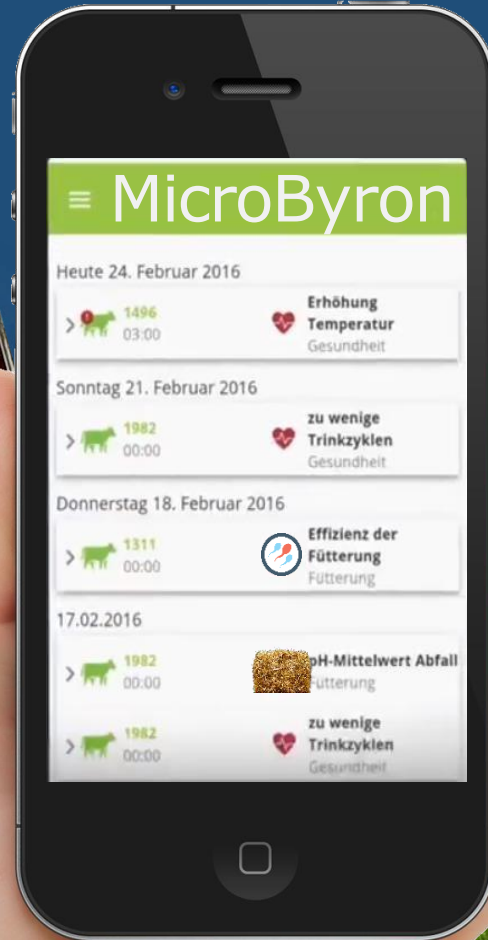 MicroByron
Heute 24. Februar 2016
1496
03:00
Erhöhung
Temperatur
Gesundheit
Sonntag 21. Februar 2016
1982
00:00
zu wenige
Trinkzyklen
Gesundheit
Donnerstag 18. Februar 2016
1311
00:00
Effizienz der
Fütterung
Fütterung
17.02.2016
1982
00:00
pH-Mittelwert Abfall
Fütterung
1982
00:00
zu wenige
Trinkzyklen
Gesundheit